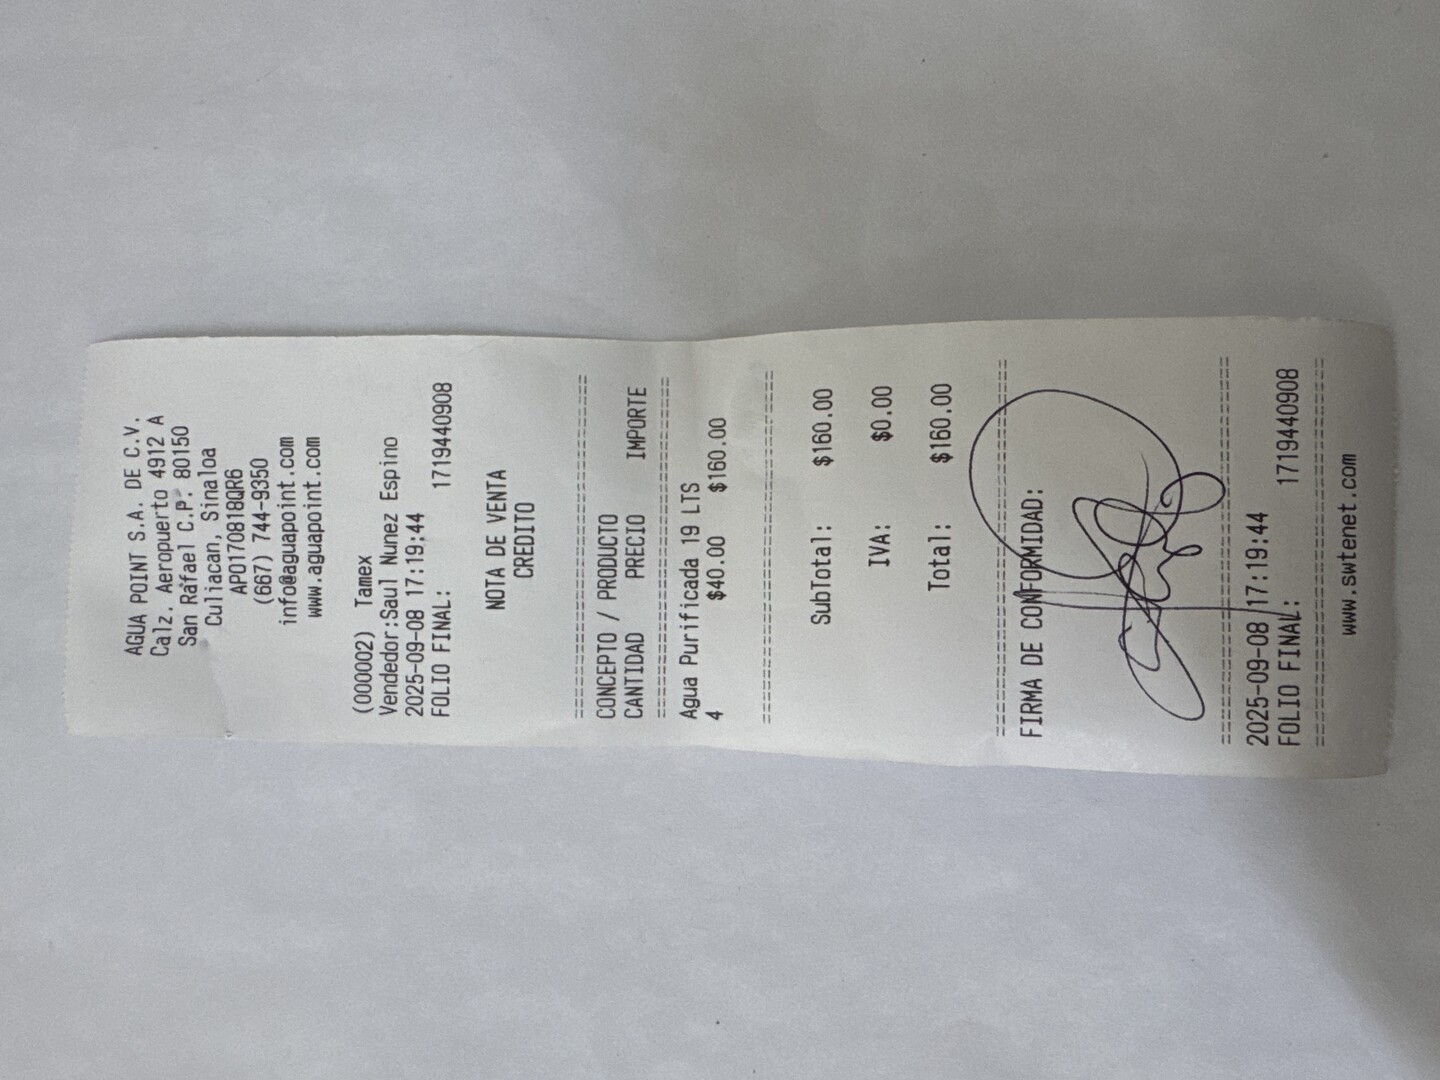 AGUA POINT S.A. DE C.V.
Calz. Aeropuerto 4912 A
San Rafael C.P. 80150
Culiacan, Sinaloa
APO170818QR6
(667) 744-9350
info@aguapoint.com
www.aguapoint.com
(000002) Tamex
Vendedor:Saul Nunez Espino
2025-09-08 17:19:44
FOLIO FINAL: 1719440908
NOTA DE VENTA
CREDITO
CONCEPTO / PRODUCTO
CANTIDAD PRECIO IMPORTE
Agua Purificada 19 LTS
4 $40.00 $160.00
SubTotal: $160.00
IVA: $0.00
Total: $160.00
FIRMA DE CONFORMIDAD:
2025-09-08 17:19:44
FOLIO FINAL: 1719440908
www.swtenet.com